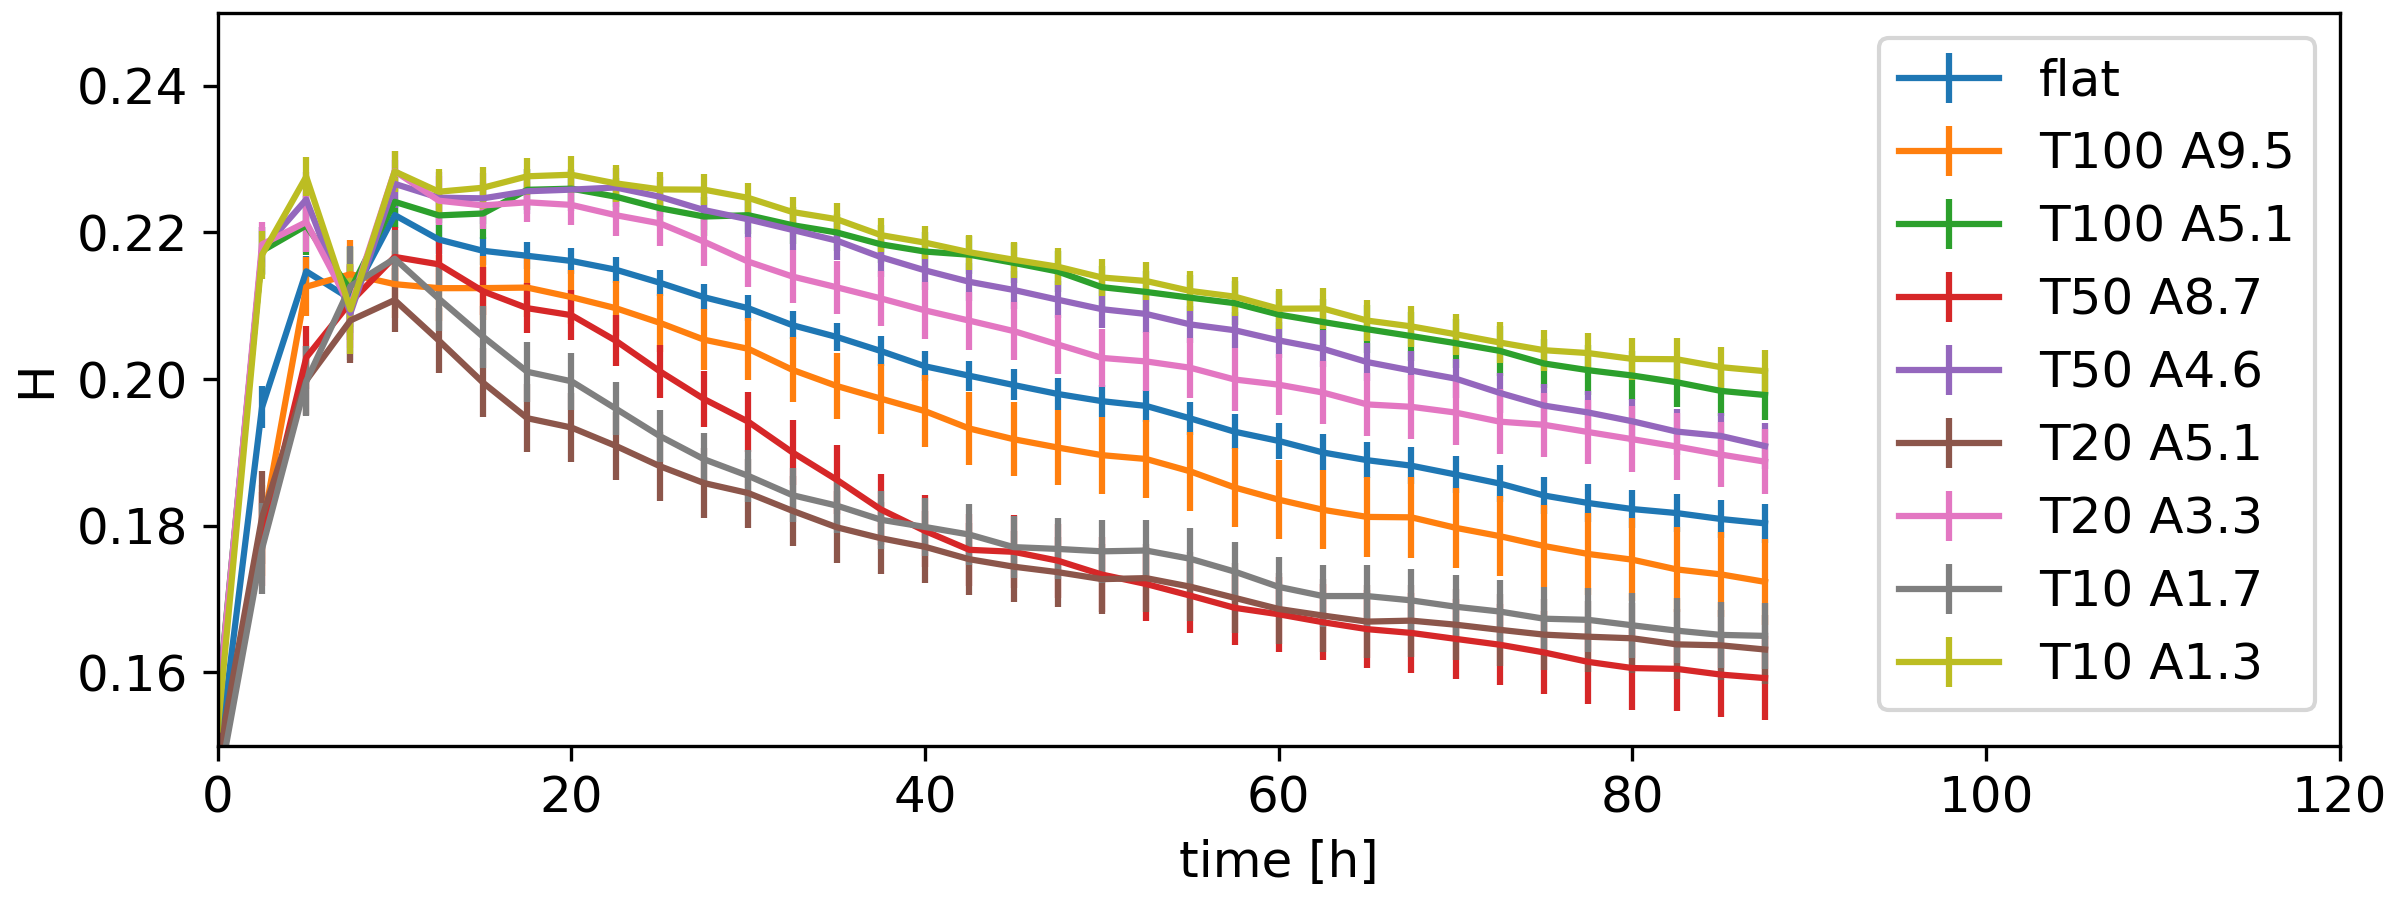 0.24
0.22
0.20
0.18
0.16
H
0
20
40
60
80
100
120
time [h]
flat
T100 A9.5
T100 A5.1
T50 A8.7
T50 A4.6
T20 A5.1
T20 A3.3
T10 A1.7
T10 A1.3